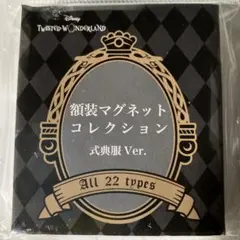 Disney
TWISTED WONDERLAND
額装マグネット
コレクション
式典服 Ver.
All 22 types